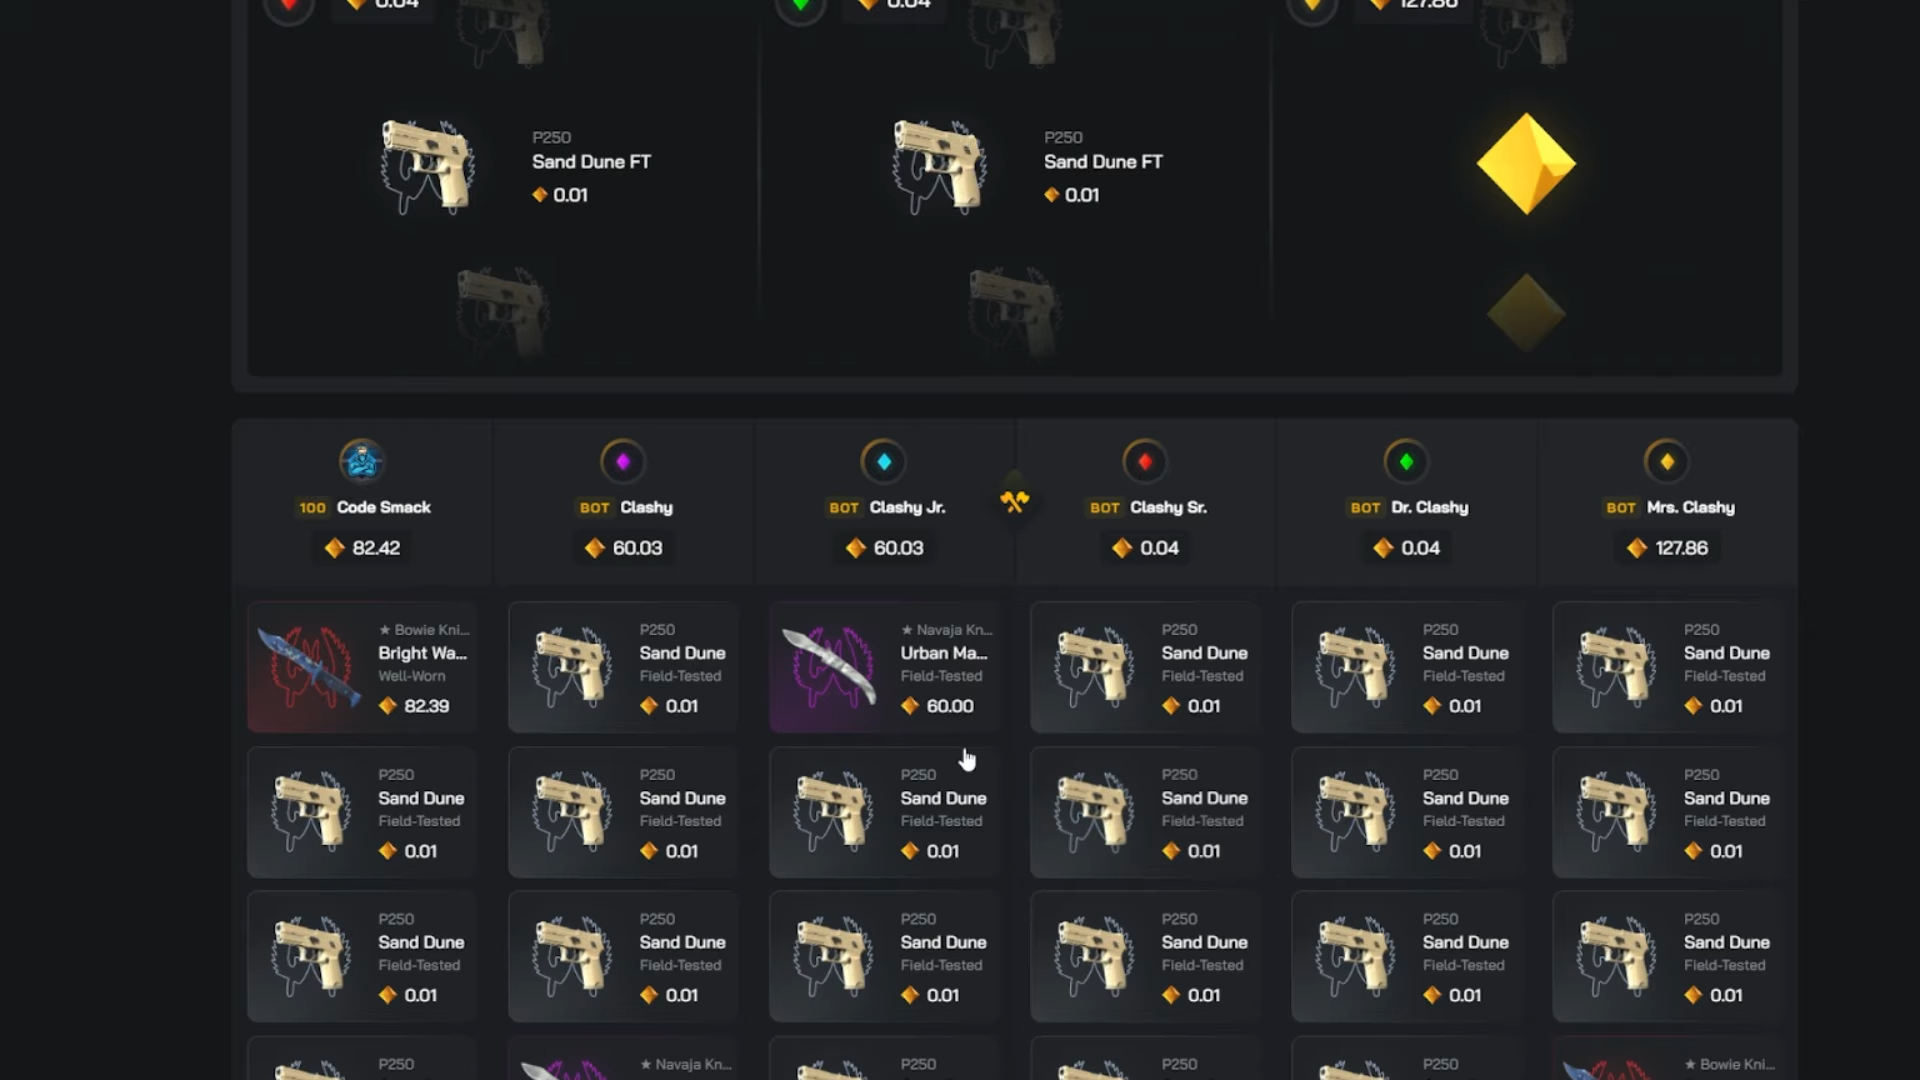 0.04
0.04
127.86
P250
Sand Dune FT
0.01
P250
Sand Dune FT
0.01
100 Code Smack
82.42
BOT Clashy
60.03
BOT Clashy Jr.
60.03
BOT Clashy Sr.
0.04
BOT Dr. Clashy
0.04
BOT Mrs. Clashy
127.86
★ Bowie Kni...
Bright Wa...
Well-Worn
82.39
P250
Sand Dune
Field-Tested
0.01
★ Navaja Kn...
Urban Ma...
Field-Tested
60.00
P250
Sand Dune
Field-Tested
0.01
P250
Sand Dune
Field-Tested
0.01
P250
Sand Dune
Field-Tested
0.01
P250
Sand Dune
Field-Tested
0.01
P250
Sand Dune
Field-Tested
0.01
P250
Sand Dune
Field-Tested
0.01
P250
Sand Dune
Field-Tested
0.01
P250
Sand Dune
Field-Tested
0.01
P250
Sand Dune
Field-Tested
0.01
P250
Sand Dune
Field-Tested
0.01
P250
Sand Dune
Field-Tested
0.01
P250
Sand Dune
Field-Tested
0.01
P250
Sand Dune
Field-Tested
0.01
P250
Sand Dune
Field-Tested
0.01
P250
Sand Dune
Field-Tested
0.01
P250
★ Navaja Kn...
P250
P250
P250
★ Bowie Kni...